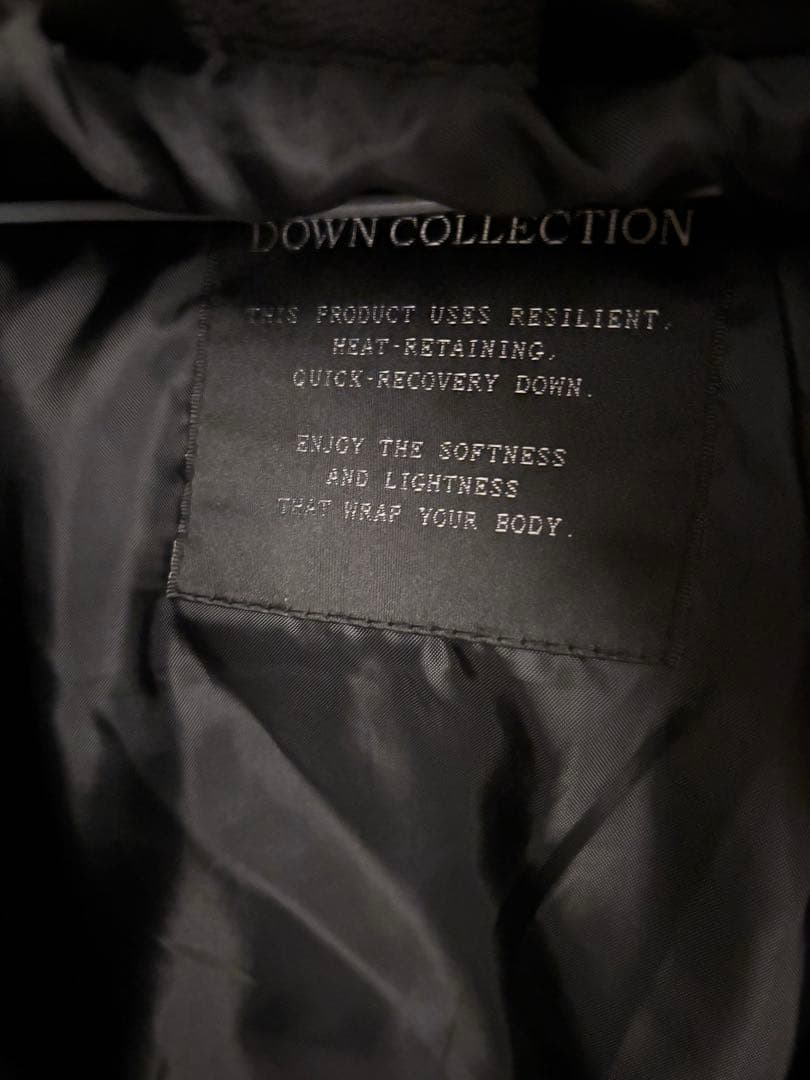 DOWN COLLECTION
THIS PRODUCT USES RESILIENT,
HEAT-RETAINING,
QUICK-RECOVERY DOWN.
ENJOY THE SOFTNESS
AND LIGHTNESS
THAT WRAP YOUR BODY.